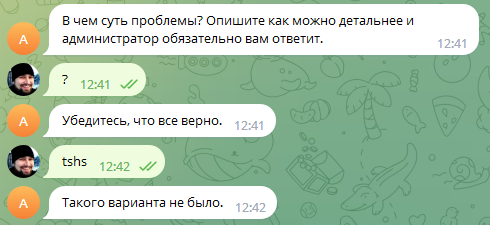 В чем суть проблемы? Опишите как можно детальнее и
администратор обязательно вам ответит.
12:41
A
?
12:41
Убедитесь, что все верно.
12:41
A
tshs
12:42
Такого варианта не было.
12:42
A